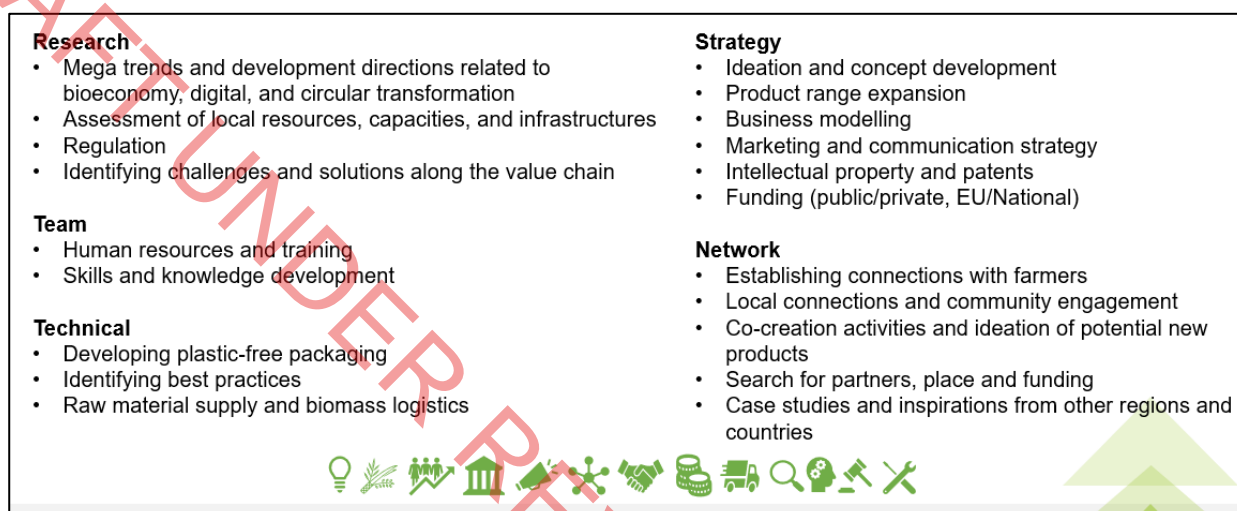 Research
• Mega trends and development directions related to
bioeconomy, digital, and circular transformation
• Assessment of local resources, capacities, and infrastructures
• Regulation
• Identifying challenges and solutions along the value chain
Team
• Human resources and training
• Skills and knowledge development
Technical
• Developing plastic-free packaging
• Identifying best practices
• Raw material supply and biomass logistics
Strategy
• Ideation and concept development
• Product range expansion
• Business modelling
• Marketing and communication strategy
• Intellectual property and patents
• Funding (public/private, EU/National)
Network
• Establishing connections with farmers
• Local connections and community engagement
• Co-creation activities and ideation of potential new
products
• Search for partners, place and funding
• Case studies and inspirations from other regions and
countries
UNDER